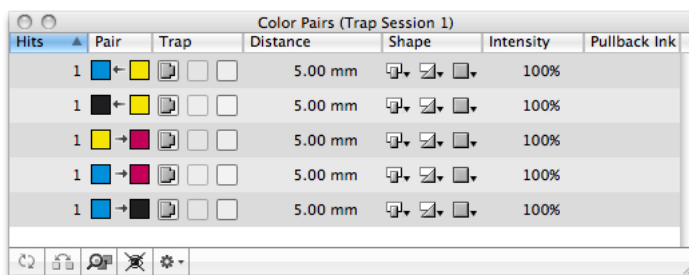 Color Pairs (Trap Session 1)
Hits Pair Trap Distance Shape Intensity Pullback Ink
1 5.00 mm 100%
1 5.00 mm 100%
1 5.00 mm 100%
1 5.00 mm 100%
1 5.00 mm 100%